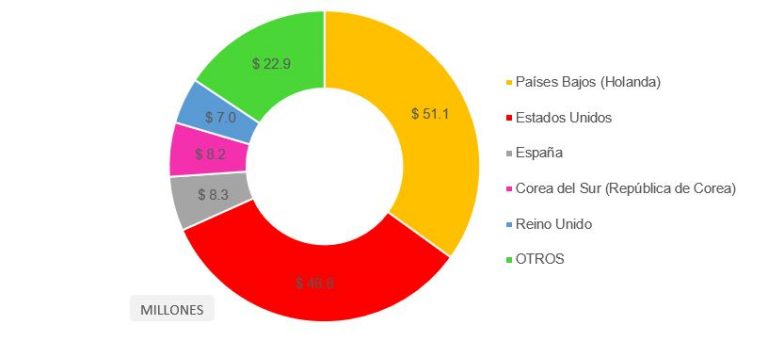 $ 22.9
$ 51.1
$ 7.0
$ 8.2
$ 8.3
$ 48.8
MILLONES
Países Bajos (Holanda)
Estados Unidos
España
Corea del Sur (República de Corea)
Reino Unido
OTROS